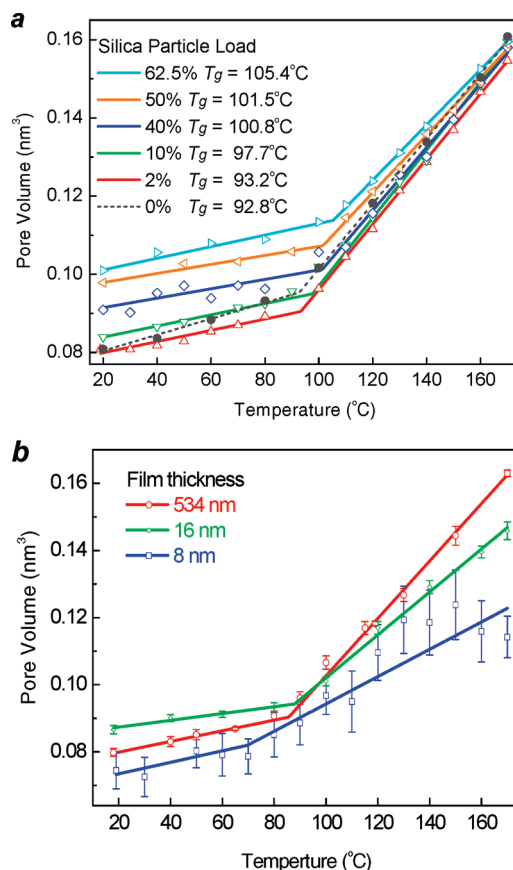 a
Silica Particle Load
62.5% Tg = 105.4°C
50% Tg = 101.5°C
40% Tg = 100.8°C
10% Tg = 97.7°C
2% Tg = 93.2°C
0% Tg = 92.8°C
Pore Volume (nm³)
0.16
0.14
0.12
0.10
0.08
20 40 60 80 100 120 140 160
Temperature (°C)
b
Film thickness
534 nm
16 nm
8 nm
Pore Volume (nm³)
0.16
0.14
0.12
0.10
0.08
20 40 60 80 100 120 140 160
Temperture (°C)